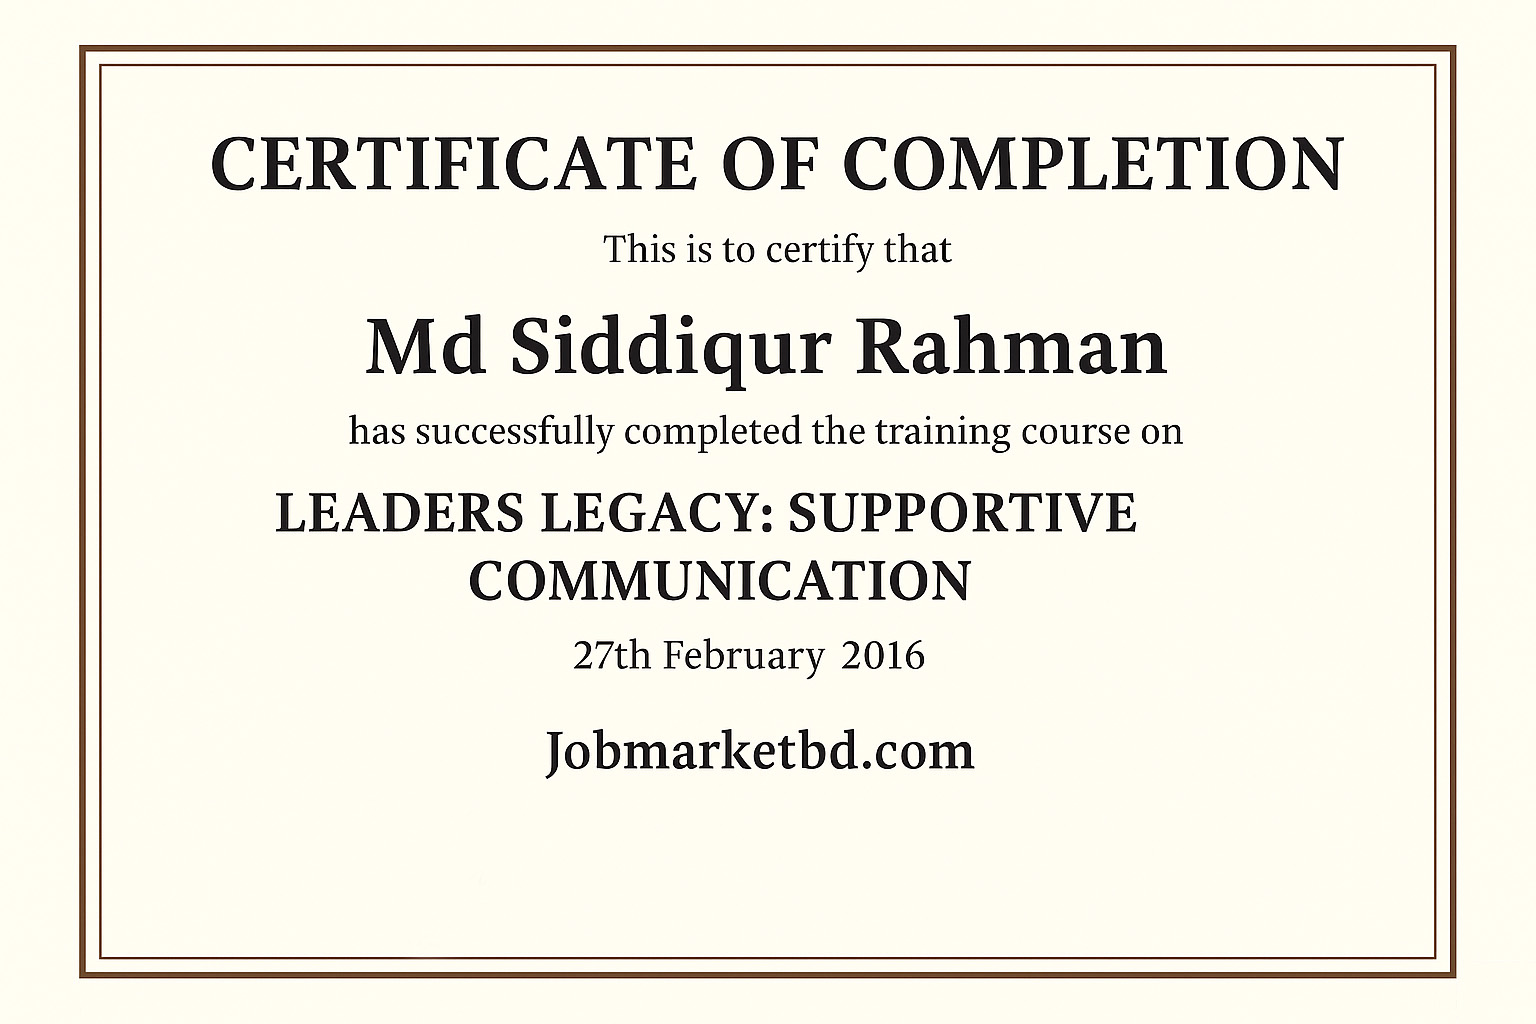 CERTIFICATE OF COMPLETION
This is to certify that
Md Siddiqur Rahman
has successfully completed the training course on
LEADERS LEGACY: SUPPORTIVE
COMMUNICATION
27th February 2016
Jobmarketbd.com